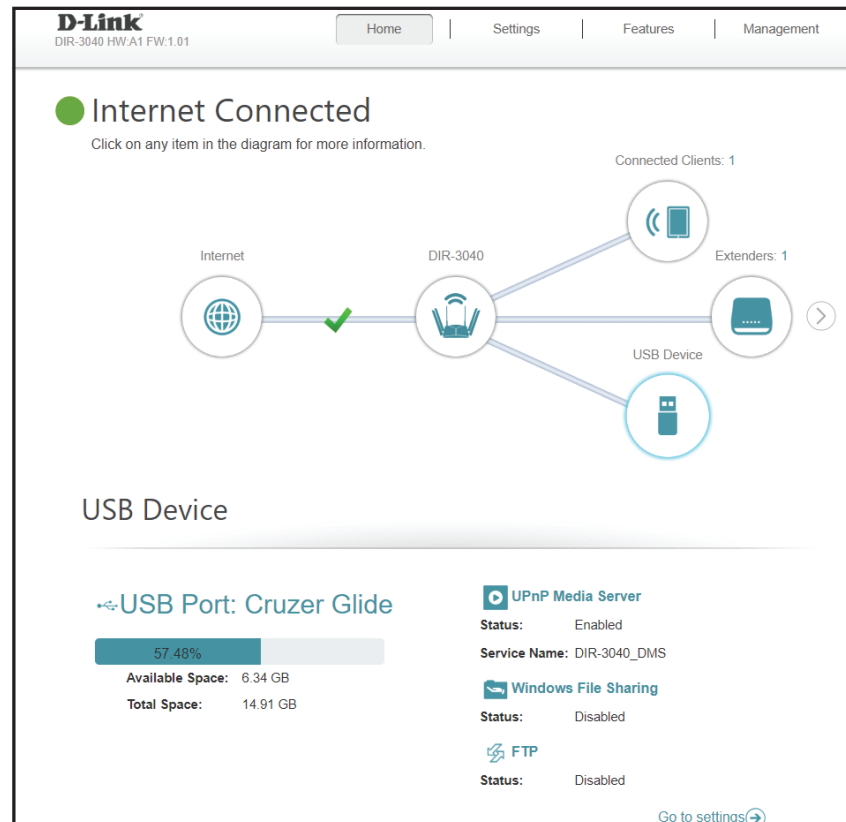 D-Link
DIR-3040 HW:A1 FW:1.01
Home
Settings
Features
Management
Internet Connected
Click on any item in the diagram for more information.
Connected Clients: 1
Internet
DIR-3040
Extenders: 1
USB Device
USB Device
USB Port: Cruzer Glide
57.48%
Available Space: 6.34 GB
Total Space: 14.91 GB
UPnP Media Server
Status: Enabled
Service Name: DIR-3040_DMS
Windows File Sharing
Status: Disabled
FTP
Status: Disabled
Go to settings